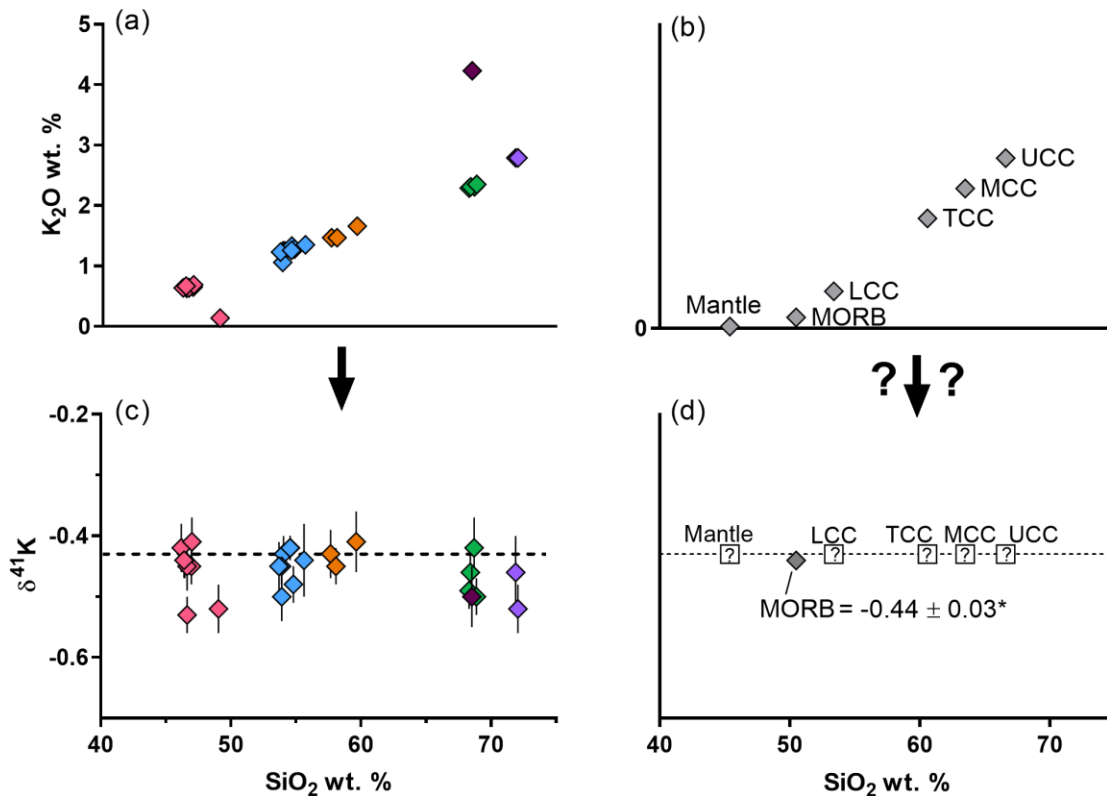 (a)
5
4
3
2
1
0
K₂O wt. %
(b)
UCC
MCC
TCC
LCC
Mantle
MORB
0
? ?
(c)
-0.2
-0.4
-0.6
δ⁴¹K
40 50 60 70
SiO₂ wt. %
(d)
Mantle LCC TCC MCC UCC
? ? ? ? ?
MORB = -0.44 ± 0.03*
40 50 60 70
SiO₂ wt. %